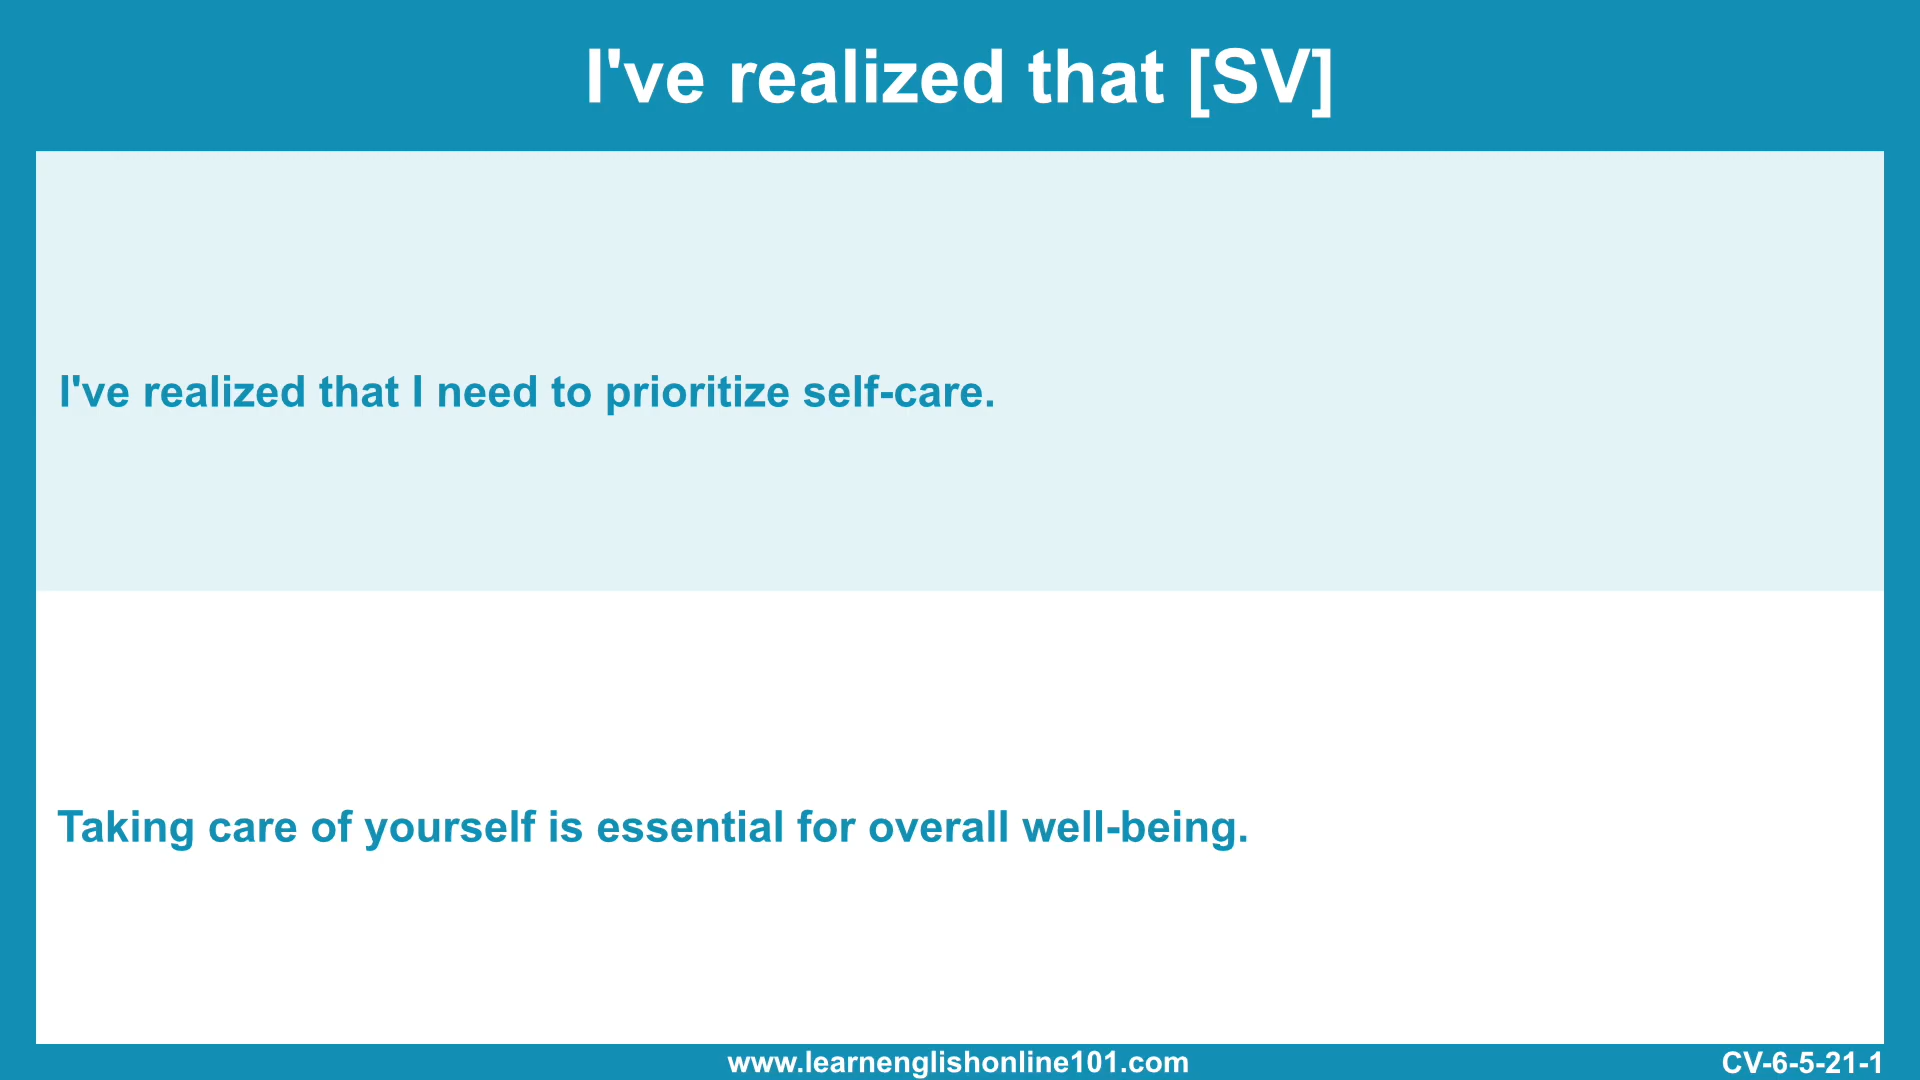 I've realized that [SV]
I've realized that I need to prioritize self-care.
Taking care of yourself is essential for overall well-being.
www.learnenglishonline101.com
CV-6-5-21-1